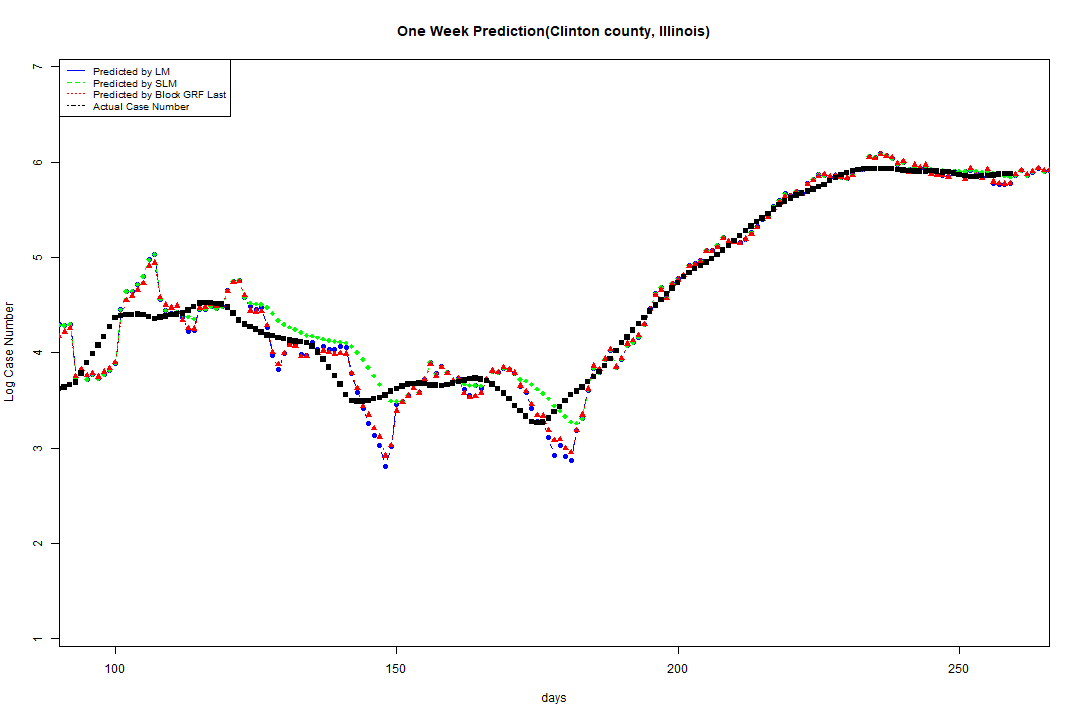 One Week Prediction(Clinton county, Illinois)
7
6
5
4
3
2
1
Log Case Number
Predicted by LM
Predicted by SLM
Predicted by Block GRF Last
Actual Case Number
100 150 200 250
days